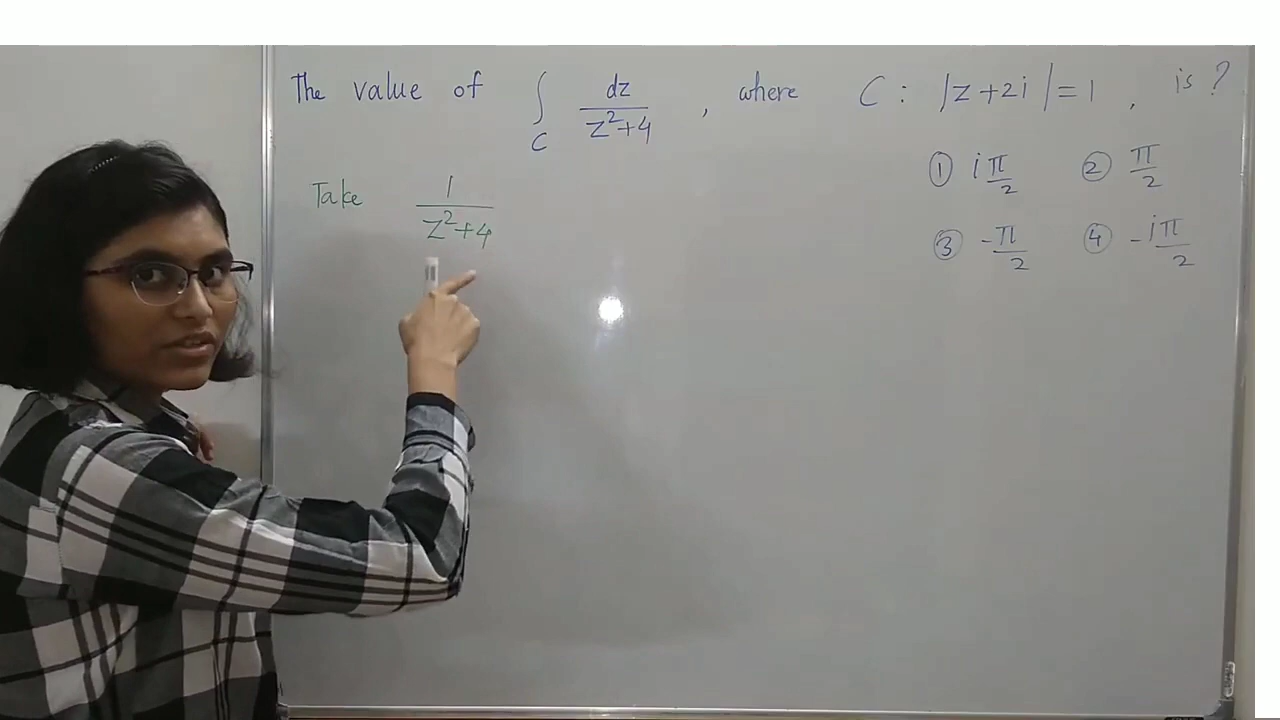 The value of ∫_C dz/(z²+4) , where C : |z+2i|=1 , is ?
① iπ/2 ② π/2
Take 1/(z²+4)
③ -π/2 ④ -iπ/2